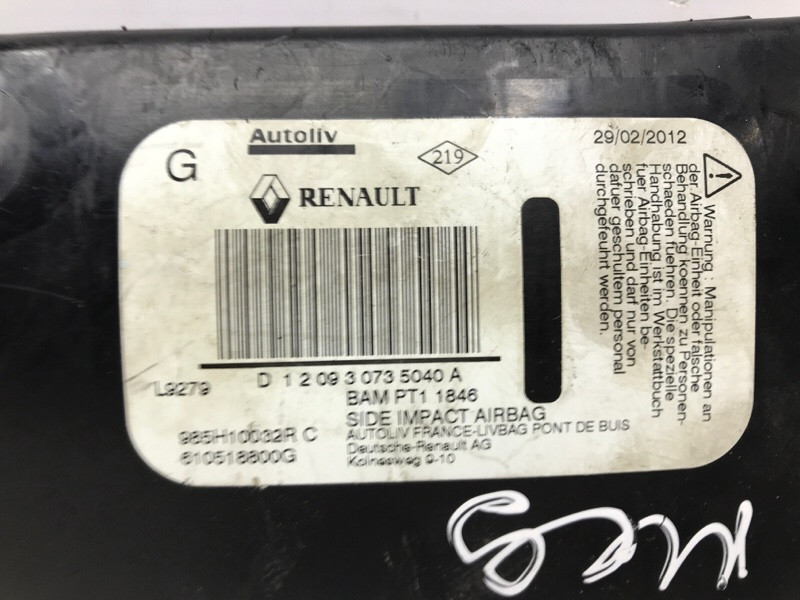 G
Autoliv
219
29/02/2012
RENAULT
D 1 2 09 3 073 5040 A
BAM PT1 1846
L9279
SIDE IMPACT AIRBAG
985H10032R C
AUTOLIV FRANCE-LIVBAG PONT DE BUIS
610518800G
Deutsche-Renault AG
Kolnesweg 9-10
Warnung : Manipulationen an
der Airbag-Einheit oder falsche
Behandlung koennen zu Personen-
schaeden fuehren. Die spezielle
Handhabung ist im Werkstattbuch
fuer Airbag-Einheiten be-
schrieben und darf nur von
dafuer geschultem personal
durchgefeuhrt werden.